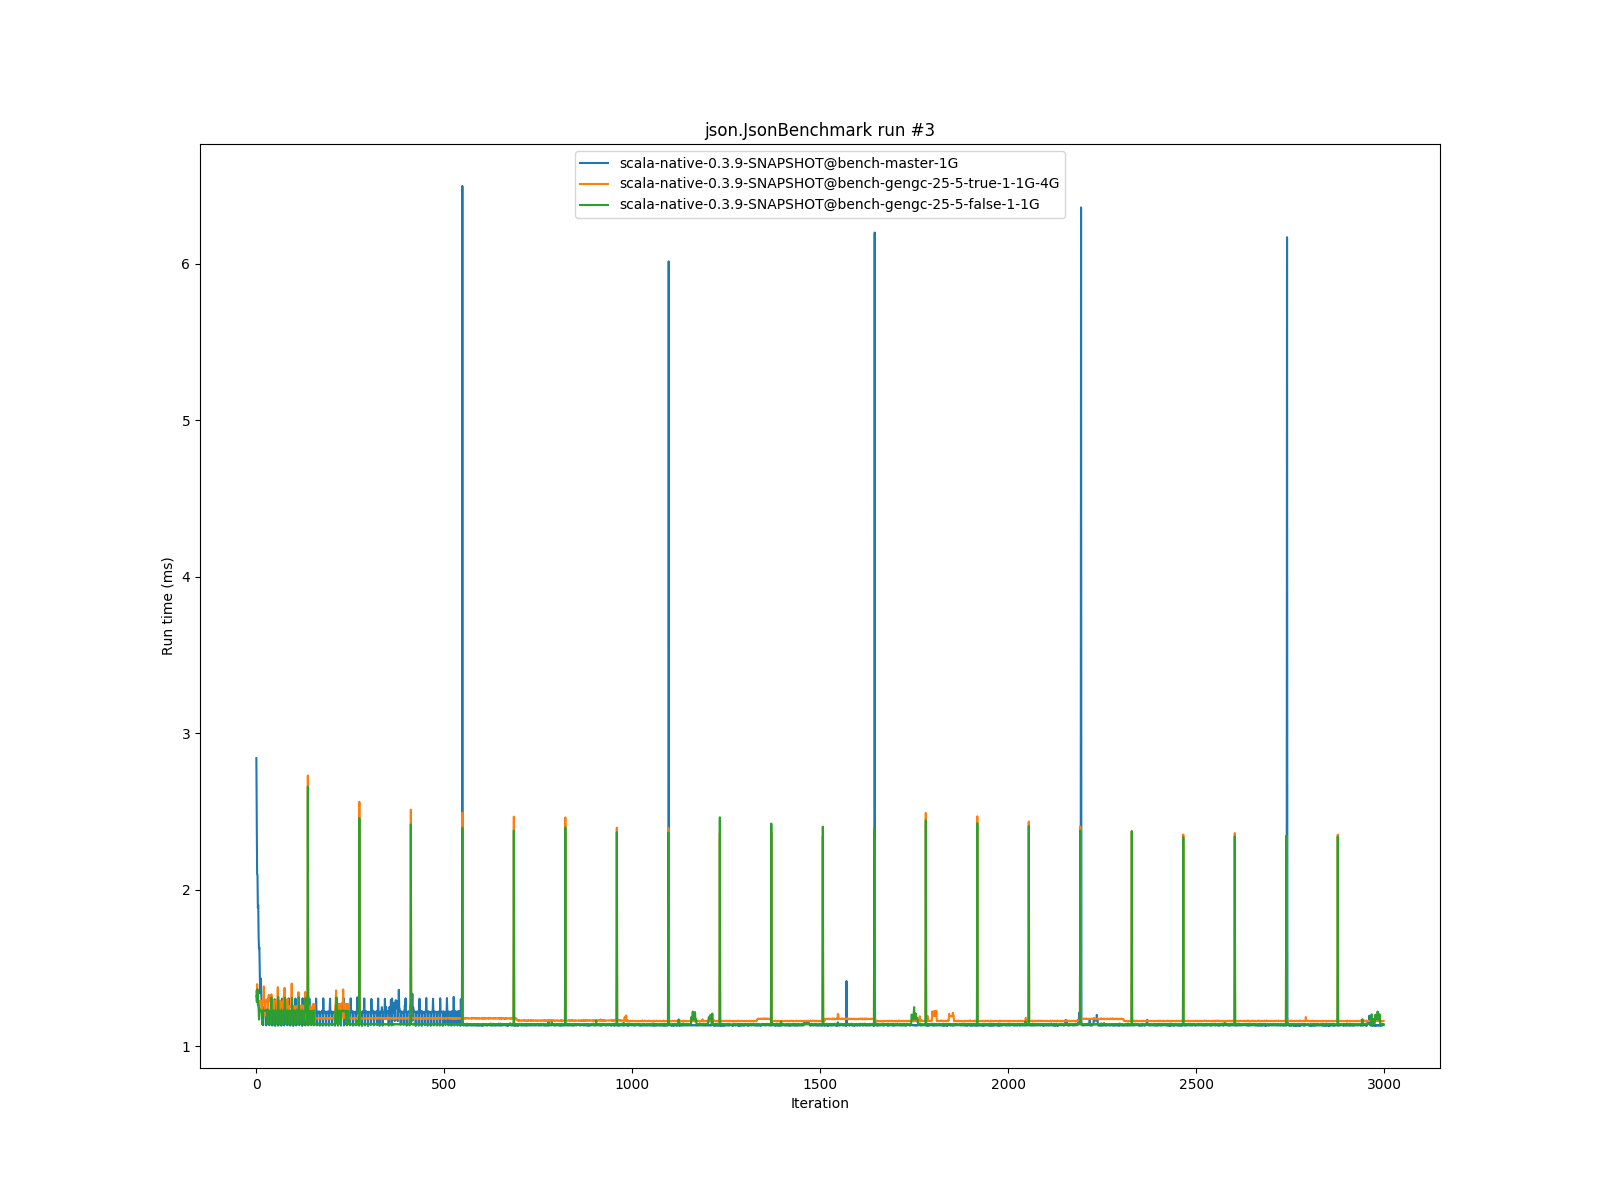 json.JsonBenchmark run #3
scala-native-0.3.9-SNAPSHOT@bench-master-1G
scala-native-0.3.9-SNAPSHOT@bench-gengc-25-5-true-1-1G-4G
scala-native-0.3.9-SNAPSHOT@bench-gengc-25-5-false-1-1G
6
5
4
3
2
1
Run time (ms)
0 500 1000 1500 2000 2500 3000
Iteration